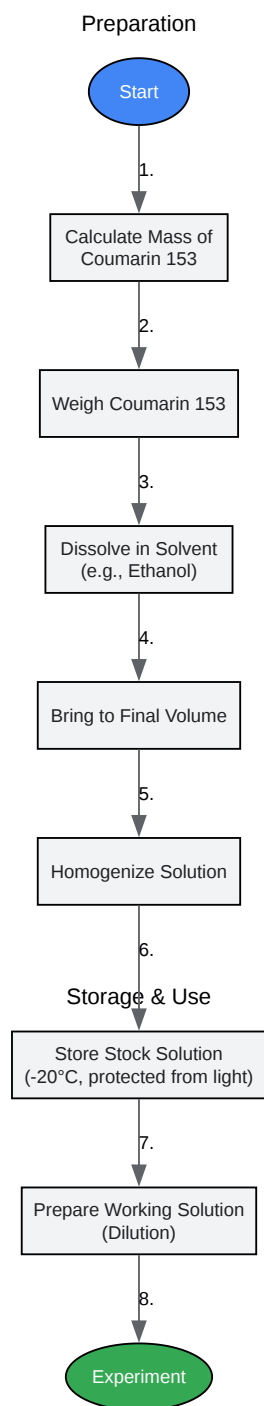 Preparation
Start
1.
Calculate Mass of
Coumarin 153
2.
Weigh Coumarin 153
3.
Dissolve in Solvent
(e.g., Ethanol)
4.
Bring to Final Volume
5.
Homogenize Solution
6.
Storage & Use
Store Stock Solution
(-20°C, protected from light)
7.
Prepare Working Solution
(Dilution)
8.
Experiment